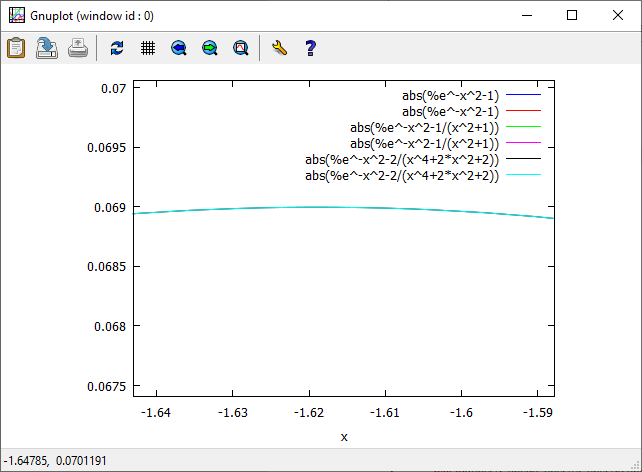 Gnuplot (window id : 0)
abs(%e^-x^2-1)
abs(%e^-x^2-1)
abs(%e^-x^2-1/(x^2+1))
abs(%e^-x^2-1/(x^2+1))
abs(%e^-x^2-2/(x^4+2*x^2+2))
abs(%e^-x^2-2/(x^4+2*x^2+2))
0.07
0.0695
0.069
0.0685
0.068
0.0675
-1.64 -1.63 -1.62 -1.61 -1.6 -1.59
x
-1.64785, 0.0701191